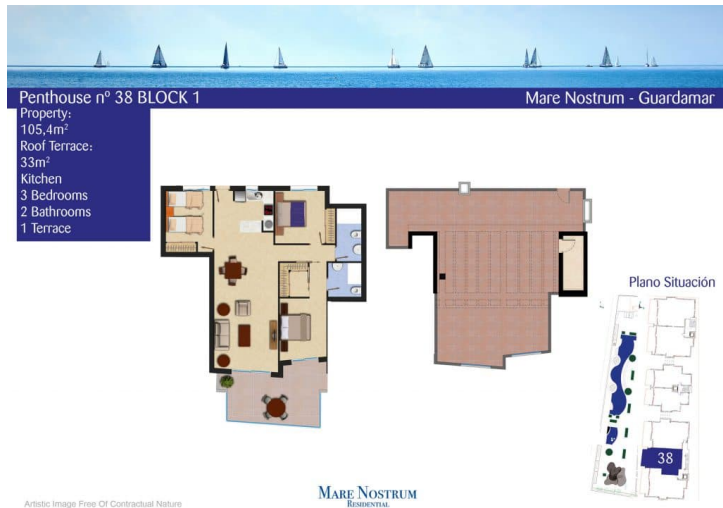 Penthouse nº 38 BLOCK 1
Mare Nostrum - Guardamar
Property:
105,4m²
Roof Terrace:
33m²
Kitchen
3 Bedrooms
2 Bathrooms
1 Terrace
Plano Situación
38
MARE NOSTRUM
RESIDENTIAL
Artistic Image Free Of Contractual Nature